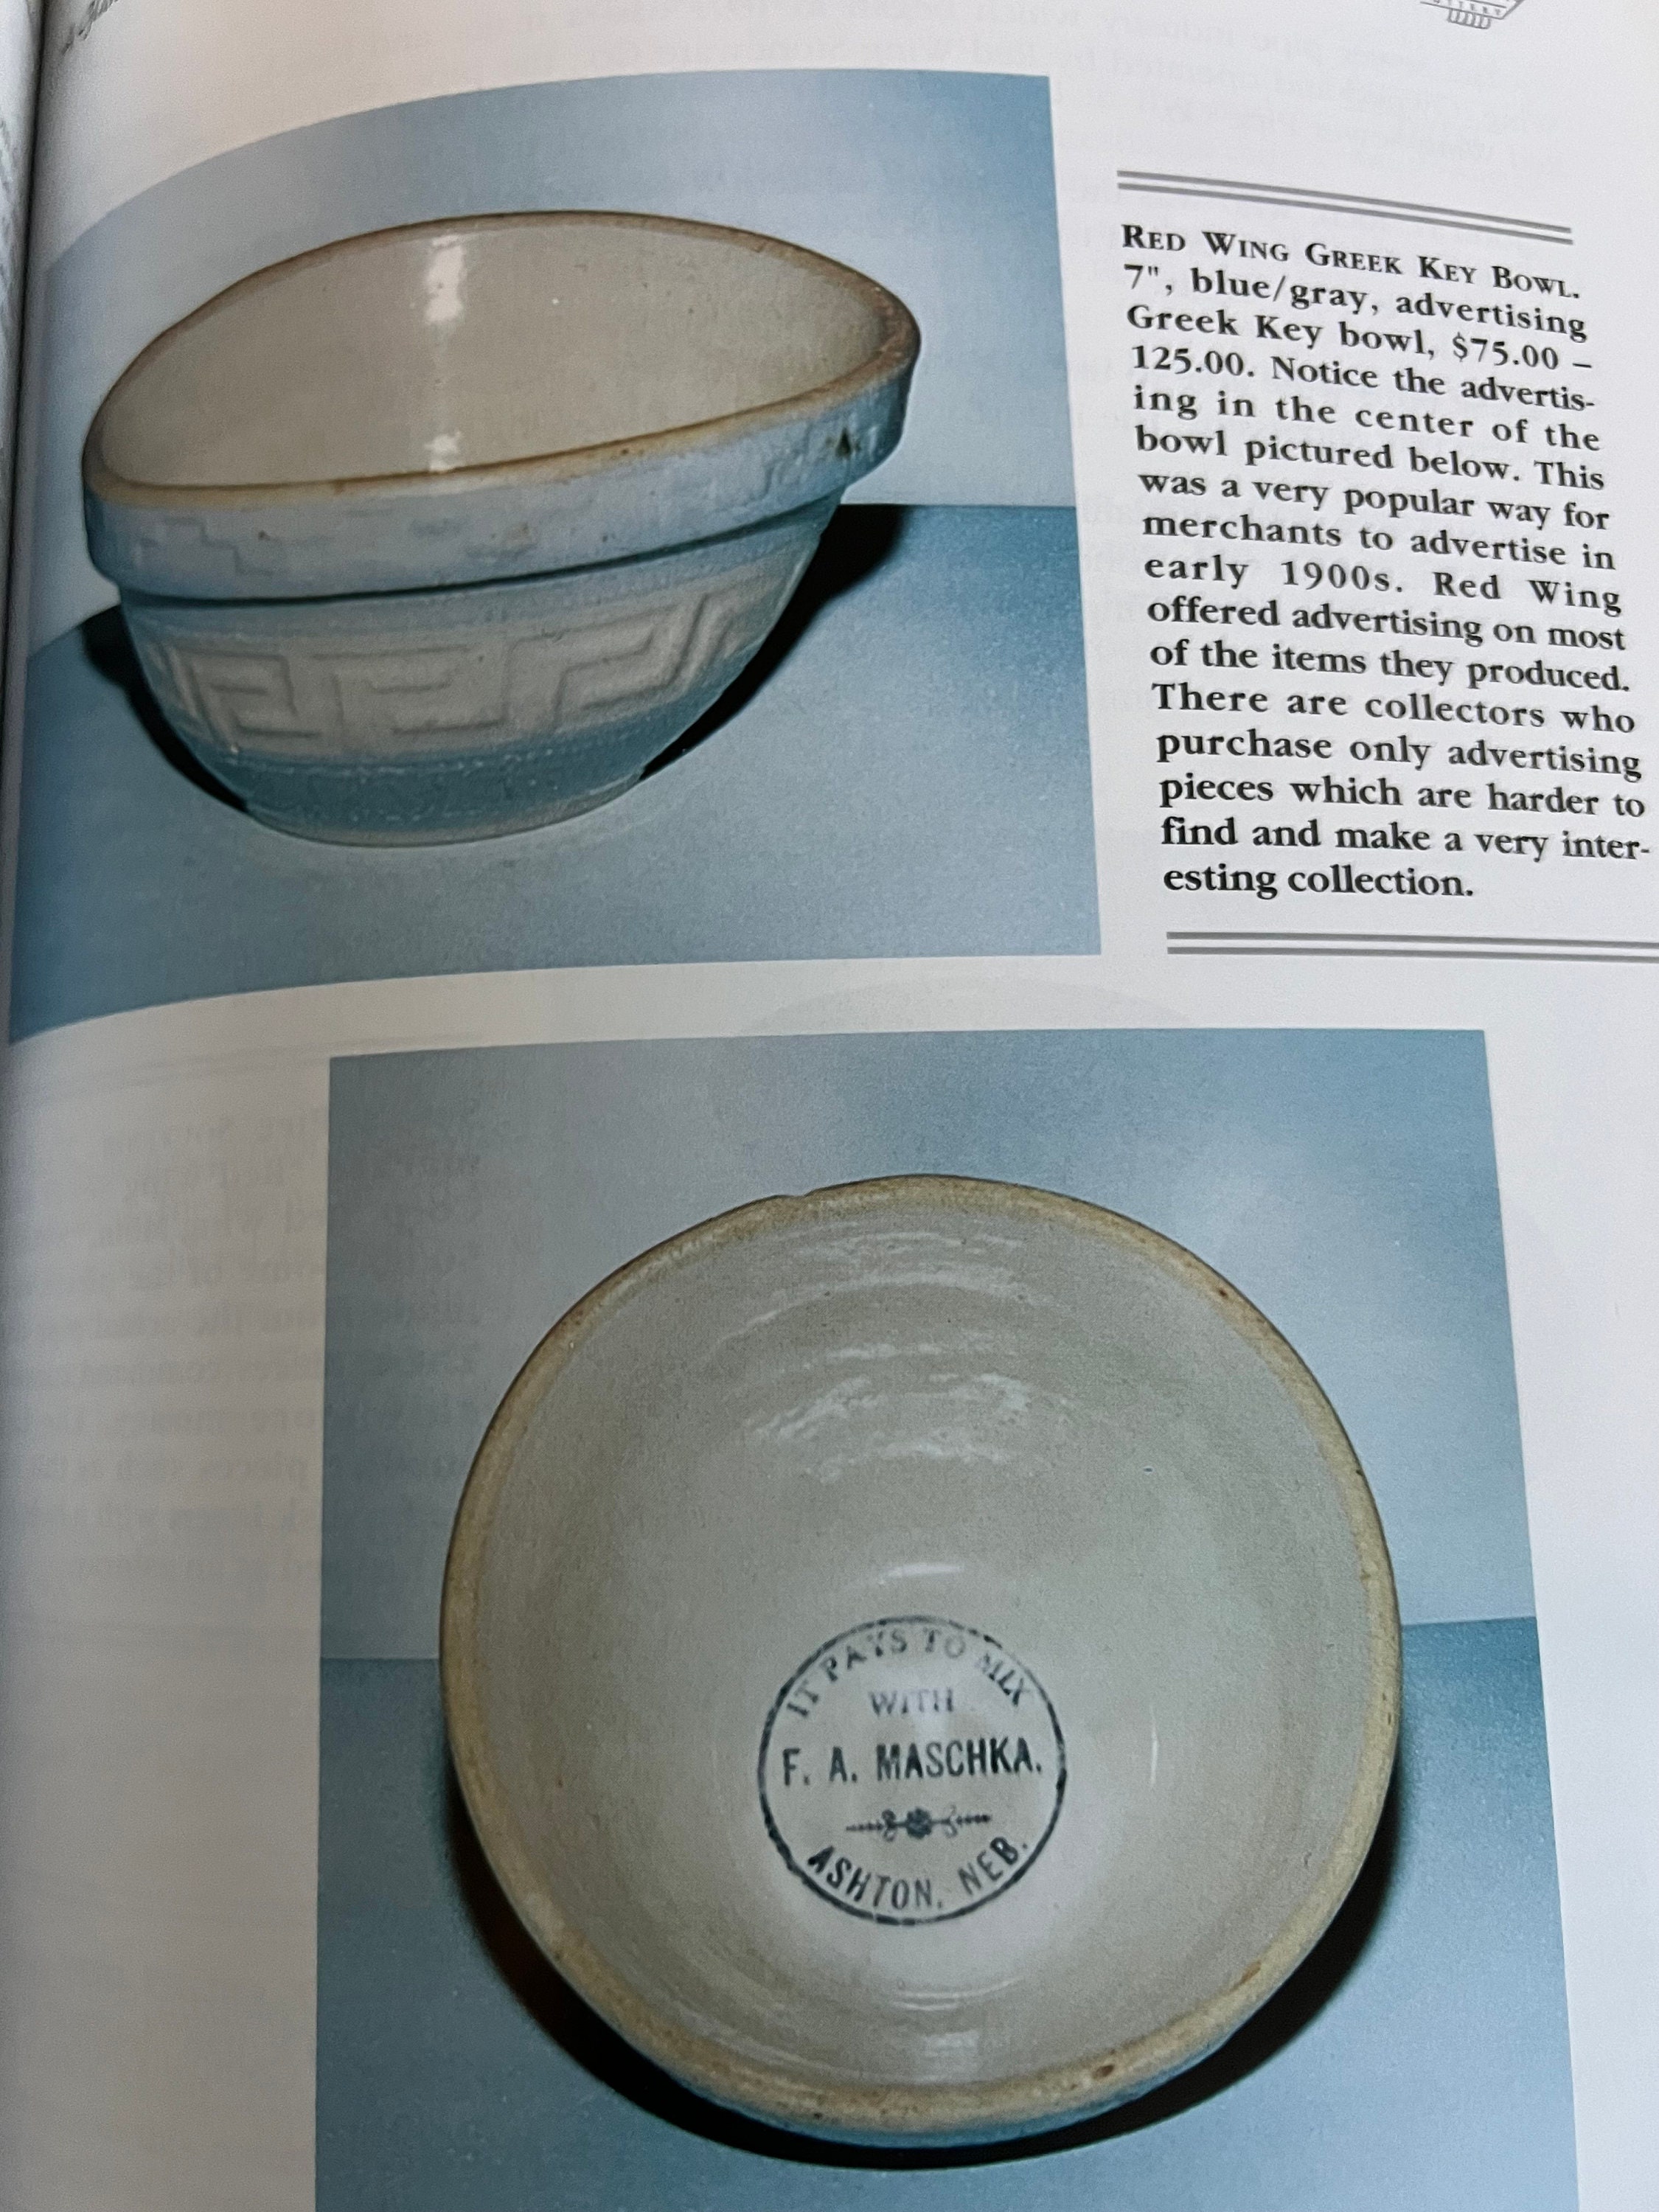 POTTERY
RED WING GREEK KEY BOWL.
7", blue/gray, advertising
Greek Key bowl, $75.00 –
125.00. Notice the advertis-
ing in the center of the
bowl pictured below. This
was a very popular way for
merchants to advertise in
early 1900s. Red Wing
offered advertising on most
of the items they produced.
There are collectors who
purchase only advertising
pieces which are harder to
find and make a very inter-
esting collection.
IT PAYS TO MIX
WITH
F. A. MASCHKA.
ASHTON, NEB.